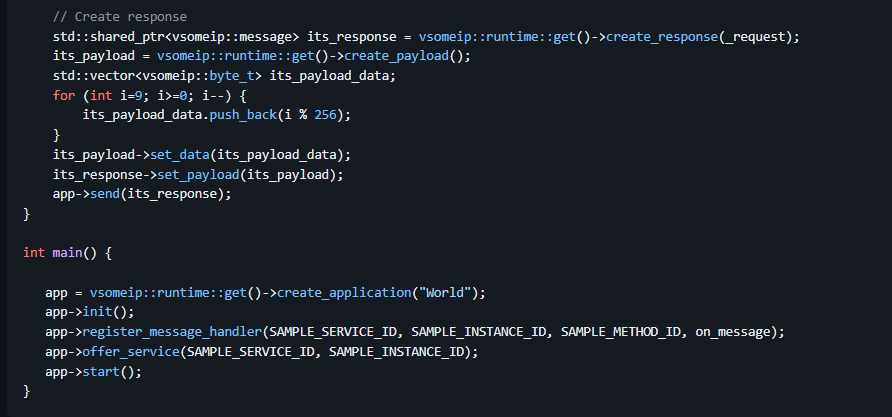 // Create response
std::shared_ptr<vsomeip::message> its_response = vsomeip::runtime::get()->create_response(_request);
its_payload = vsomeip::runtime::get()->create_payload();
std::vector<vsomeip::byte_t> its_payload_data;
for (int i=9; i>=0; i--) {
its_payload_data.push_back(i % 256);
}
its_payload->set_data(its_payload_data);
its_response->set_payload(its_payload);
app->send(its_response);
}
int main() {
app = vsomeip::runtime::get()->create_application("World");
app->init();
app->register_message_handler(SAMPLE_SERVICE_ID, SAMPLE_INSTANCE_ID, SAMPLE_METHOD_ID, on_message);
app->offer_service(SAMPLE_SERVICE_ID, SAMPLE_INSTANCE_ID);
app->start();
}